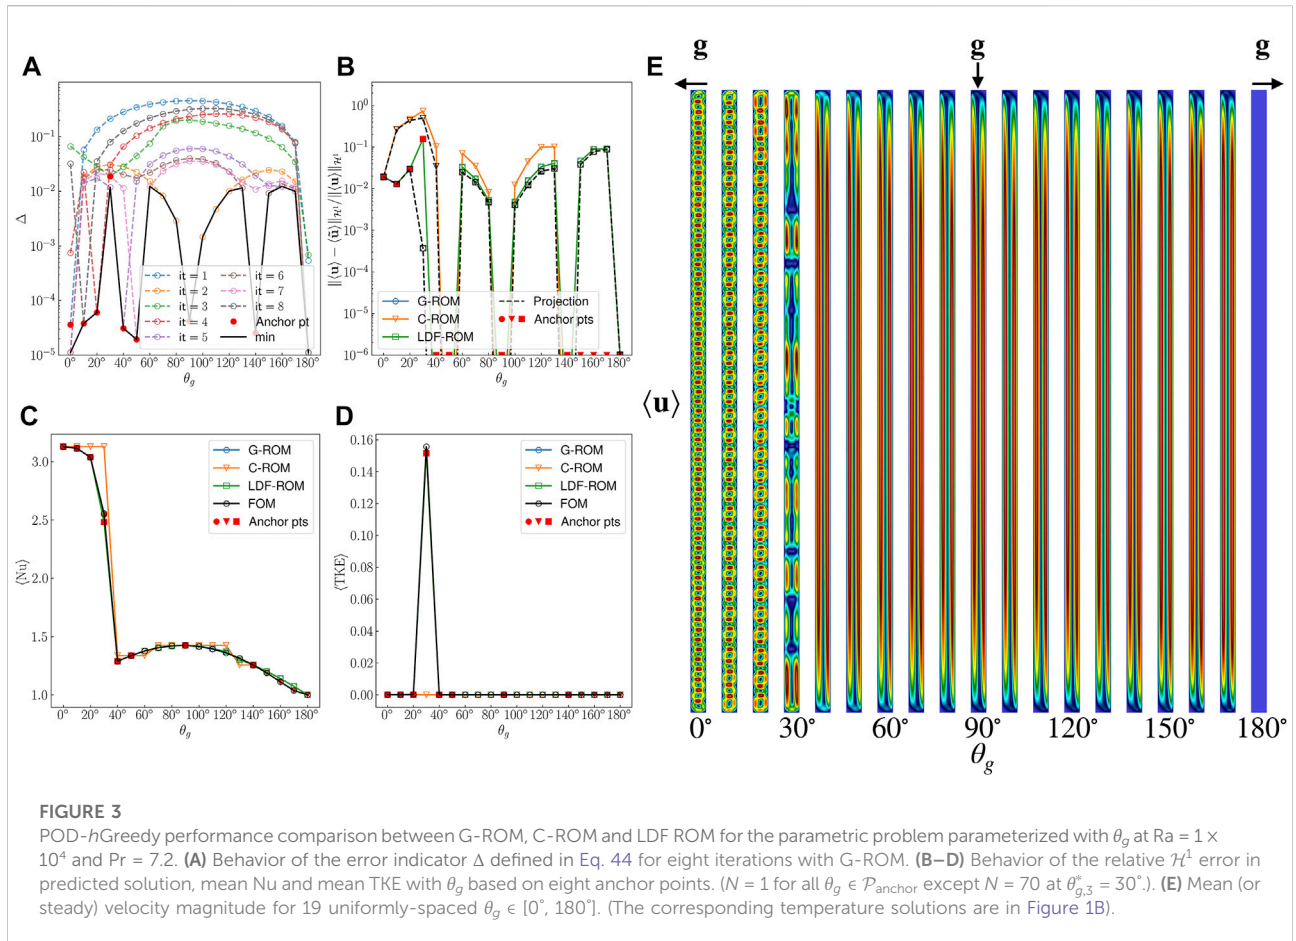 A
10⁻¹
10⁻²
10⁻³
10⁻⁴
10⁻⁵
Δ
it = 1
it = 2
it = 3
it = 4
it = 5
it = 6
it = 7
it = 8
Anchor pt
min
0° 20° 40° 60° 80° 100° 120° 140° 160° 180°
θg
B
10⁰
10⁻¹
10⁻²
10⁻³
10⁻⁴
10⁻⁵
10⁻⁶
‖⟨u⟩ − ⟨ũ⟩‖ℋ¹/‖⟨u⟩‖ℋ¹
G-ROM
C-ROM
LDF-ROM
Projection
Anchor pts
0° 20° 40° 60° 80° 100° 120° 140° 160° 180°
θg
C
3.0
2.5
2.0
1.5
1.0
⟨Nu⟩
G-ROM
C-ROM
LDF-ROM
FOM
Anchor pts
0° 20° 40° 60° 80° 100° 120° 140° 160° 180°
θg
D
0.16
0.14
0.12
0.10
0.08
0.06
0.04
0.02
0.00
⟨TKE⟩
G-ROM
C-ROM
LDF-ROM
FOM
Anchor pts
0° 20° 40° 60° 80° 100° 120° 140° 160° 180°
θg
E
g g g
⟨u⟩
0° 30° 60° 90° 120° 150° 180°
θg
FIGURE 3
POD-hGreedy performance comparison between G-ROM, C-ROM and LDF ROM for the parametric problem parameterized with θg at Ra = 1 ×
10⁴ and Pr = 7.2. (A) Behavior of the error indicator Δ defined in Eq. 44 for eight iterations with G-ROM. (B–D) Behavior of the relative ℋ¹ error in
predicted solution, mean Nu and mean TKE with θg based on eight anchor points. (N = 1 for all θg ∈ 𝒫anchor except N = 70 at θ*g,3 = 30°.). (E) Mean (or
steady) velocity magnitude for 19 uniformly-spaced θg ∈ [0°, 180°]. (The corresponding temperature solutions are in Figure 1B).